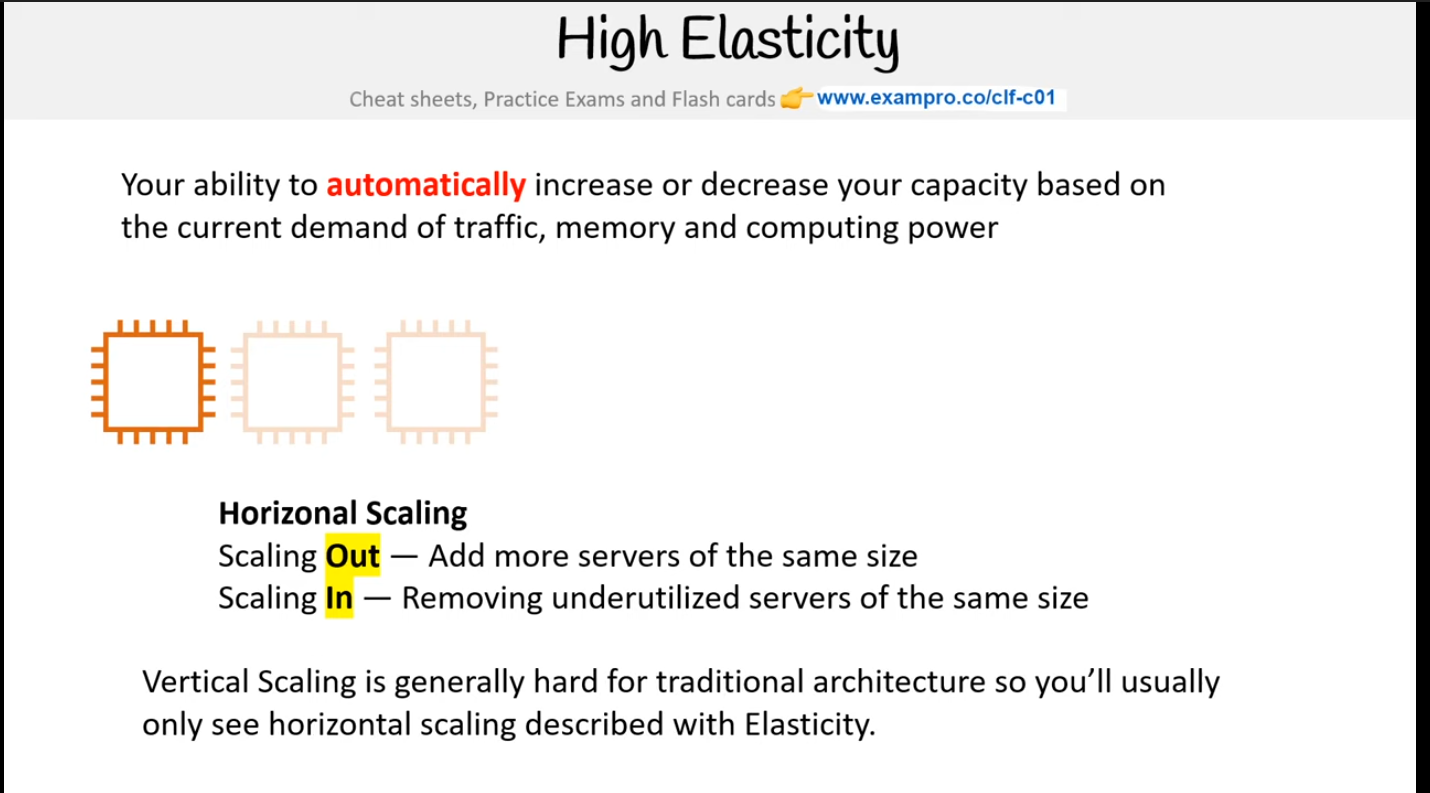 High Elasticity
Cheat sheets, Practice Exams and Flash cards 👉 www.exampro.co/clf-c01
Your ability to automatically increase or decrease your capacity based on
the current demand of traffic, memory and computing power
Horizonal Scaling
Scaling Out — Add more servers of the same size
Scaling In — Removing underutilized servers of the same size
Vertical Scaling is generally hard for traditional architecture so you’ll usually
only see horizontal scaling described with Elasticity.